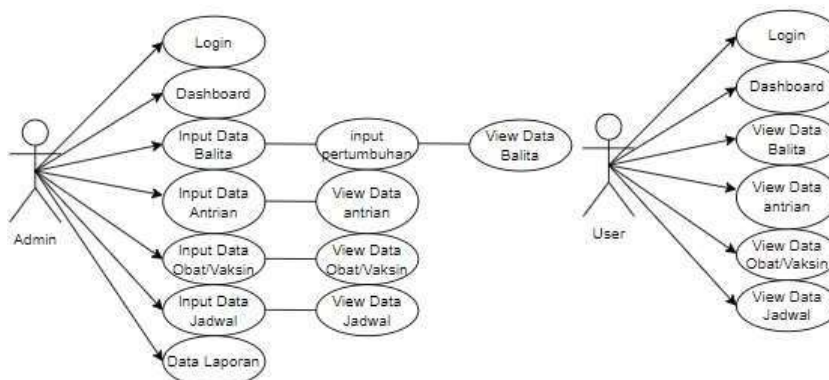 Login
Dashboard
Input Data
Balita
input
pertumbuhan
View Data
Balita
Input Data
Antrian
View Data
antrian
Admin
Input Data
Obat/Vaksin
View Data
Obat/Vaksin
Input Data
Jadwal
View Data
Jadwal
Data Laporan
Login
Dashboard
View Data
Balita
View Data
antrian
User
View Data
Obat/Vaksin
View Data
Jadwal